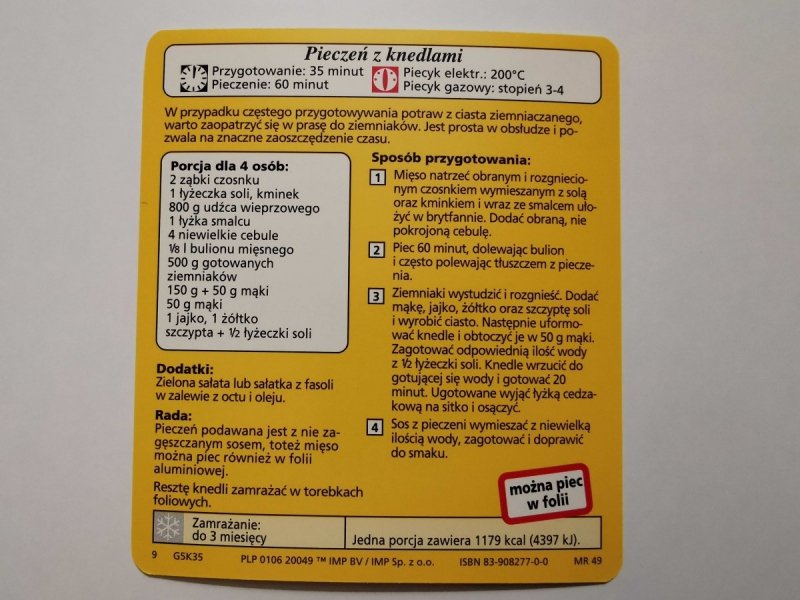 Pieczeń z knedlami
Przygotowanie: 35 minut
Pieczenie: 60 minut
Piecyk elektr.: 200°C
Piecyk gazowy: stopień 3-4
W przypadku częstego przygotowywania potraw z ciasta ziemniaczanego,
warto zaopatrzyć się w prasę do ziemniaków. Jest prosta w obsłudze i po-
zwala na znaczne zaoszczędzenie czasu.
Porcja dla 4 osób:
2 ząbki czosnku
1 łyżeczka soli, kminek
800 g udźca wieprzowego
1 łyżka smalcu
4 niewielkie cebule
⅛ l bulionu mięsnego
500 g gotowanych
ziemniaków
150 g + 50 g mąki
50 g mąki
1 jajko, 1 żółtko
szczypta + ½ łyżeczki soli
Dodatki:
Zielona sałata lub sałatka z fasoli
w zalewie z octu i oleju.
Rada:
Pieczeń podawana jest z nie za-
gęszczanym sosem, toteż mięso
można piec również w folii
aluminiowej.
Resztę knedli zamrażać w torebkach
foliowych.
Sposób przygotowania:
1 Mięso natrzeć obranym i rozgniecio-
nym czosnkiem wymieszanym z solą
oraz kminkiem i wraz ze smalcem uło-
żyć w brytfannie. Dodać obraną, nie
pokrojoną cebulę.
2 Piec 60 minut, dolewając bulion
i często polewając tłuszczem z piecze-
nia.
3 Ziemniaki wystudzić i rozgnieść. Dodać
mąkę, jajko, żółtko oraz szczyptę soli
i wyrobić ciasto. Następnie uformo-
wać knedle i obtoczyć je w 50 g mąki.
Zagotować odpowiednią ilość wody
z ½ łyżeczki soli. Knedle wrzucić do
gotującej się wody i gotować 20
minut. Ugotowane wyjąć łyżką cedza-
kową na sitko i osączyć.
4 Sos z pieczeni wymieszać z niewielką
ilością wody, zagotować i doprawić
do smaku.
można piec
w folii
Zamrażanie:
do 3 miesięcy
Jedna porcja zawiera 1179 kcal (4397 kJ).
9 G5K35 PLP 0106 20049 ™ IMP BV / IMP Sp. z o.o. ISBN 83-908277-0-0 MR 49